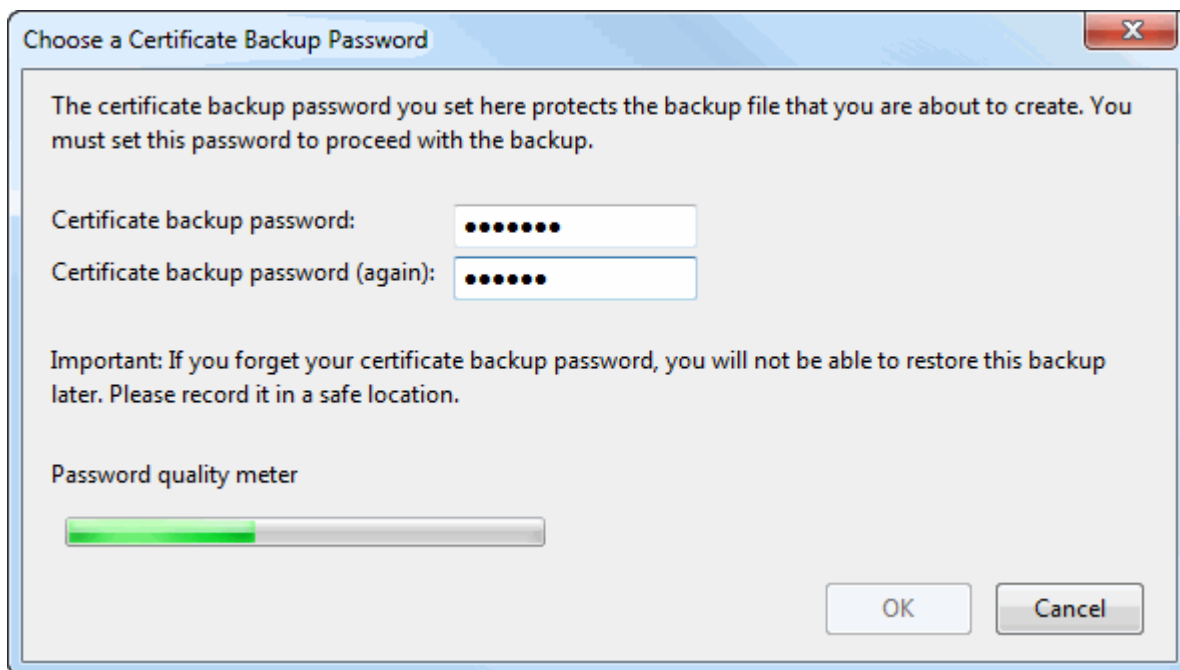 Choose a Certificate Backup Password
The certificate backup password you set here protects the backup file that you are about to create. You
must set this password to proceed with the backup.
Certificate backup password: •••••••
Certificate backup password (again): ••••••
Important: If you forget your certificate backup password, you will not be able to restore this backup
later. Please record it in a safe location.
Password quality meter
OK Cancel